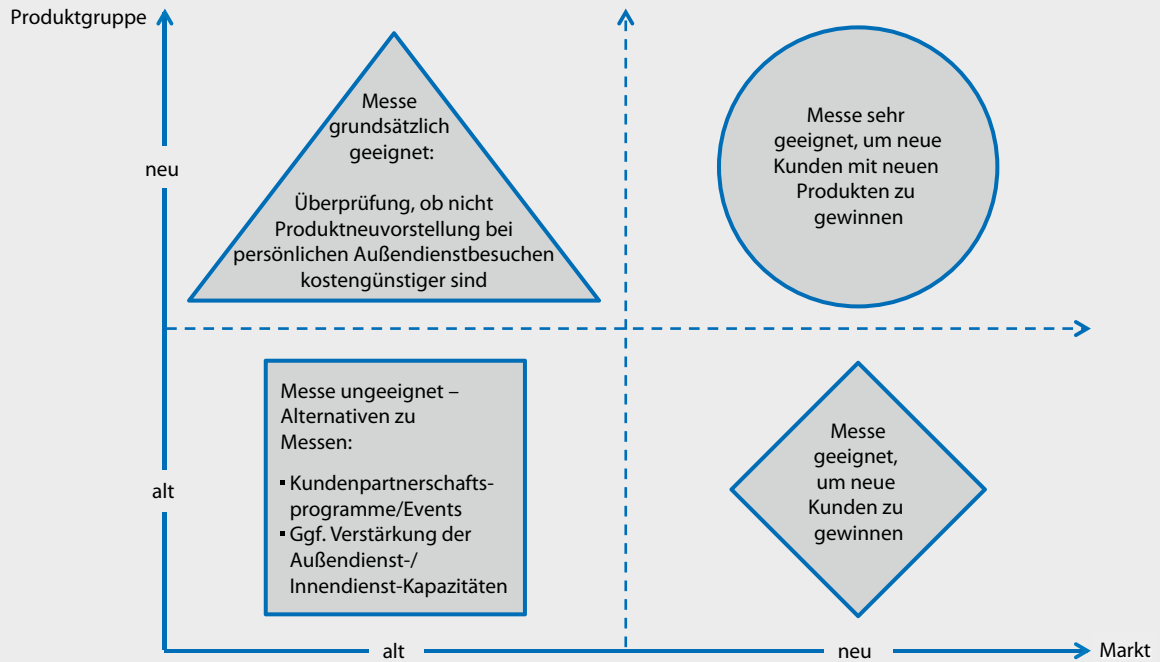 Produktgruppe
neu
Messe
grundsätzlich
geeignet:
Überprüfung, ob nicht
Produktneuvorstellung bei
persönlichen Außendienstbesuchen
kostengünstiger sind
Messe sehr
geeignet, um neue
Kunden mit neuen
Produkten zu
gewinnen
alt
Messe ungeeignet –
Alternativen zu
Messen:
▪ Kundenpartnerschafts-
programme/Events
▪ Ggf. Verstärkung der
Außendienst-/
Innendienst-Kapazitäten
Messe
geeignet,
um neue
Kunden zu
gewinnen
alt
neu
Markt